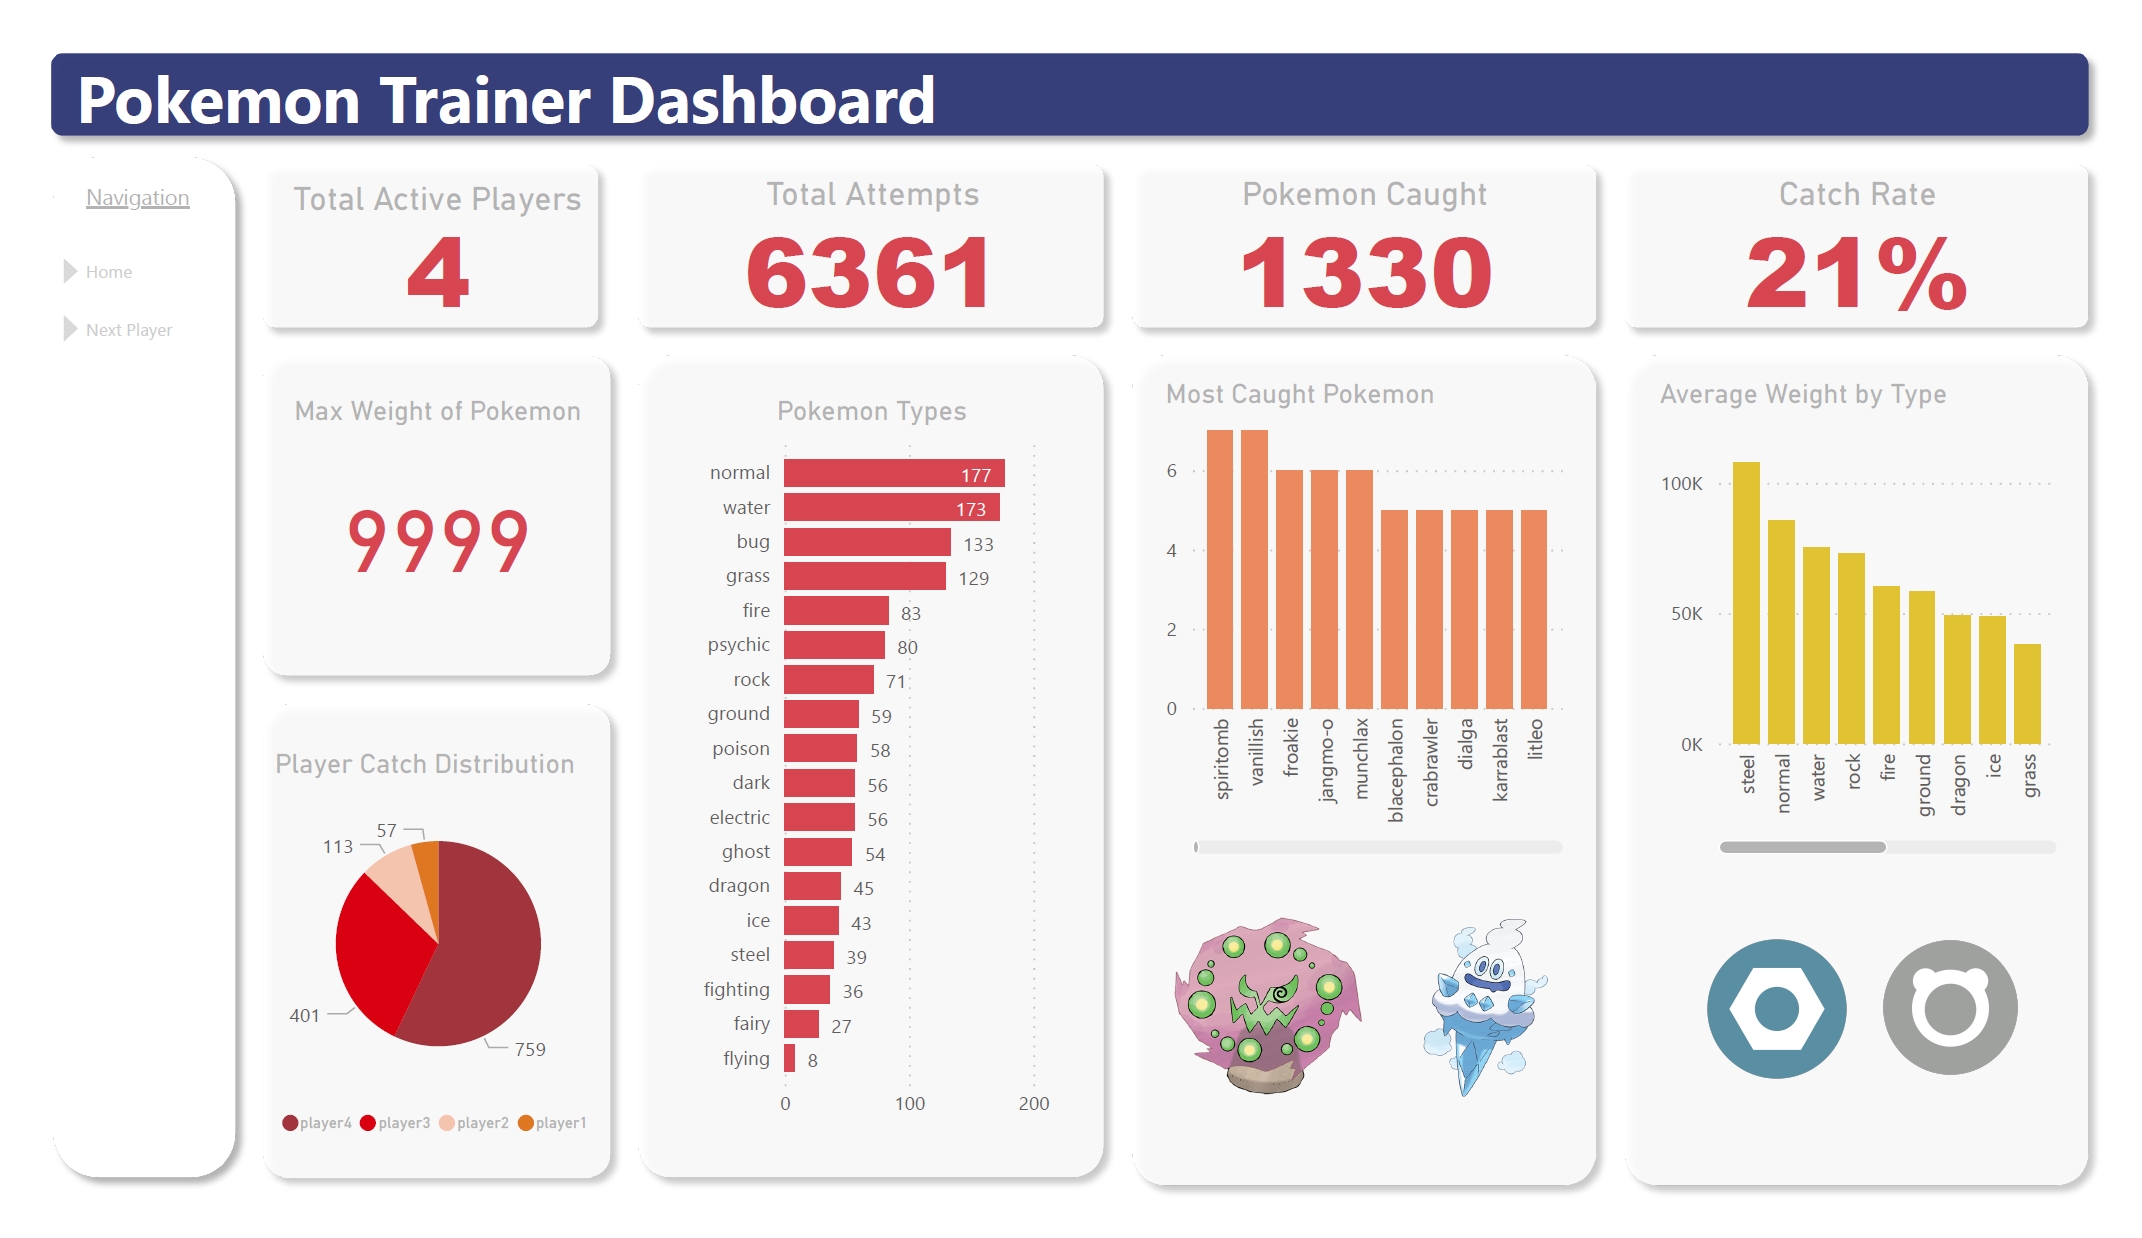 Pokemon Trainer Dashboard
Navigation
Home
Next Player
Total Active Players
4
Total Attempts
6361
Pokemon Caught
1330
Catch Rate
21%
Max Weight of Pokemon
9999
Player Catch Distribution
57
113
401
759
player4 player3 player2 player1
Pokemon Types
normal 177
water 173
bug 133
grass 129
fire 83
psychic 80
rock 71
ground 59
poison 58
dark 56
electric 56
ghost 54
dragon 45
ice 43
steel 39
fighting 36
fairy 27
flying 8
0 100 200
Most Caught Pokemon
6
4
2
0
spiritomb
vanillish
froakie
jangmo-o
munchlax
blacephalon
crabrawler
dialga
karrablast
litleo
Average Weight by Type
100K
50K
0K
steel
normal
water
rock
fire
ground
dragon
ice
grass